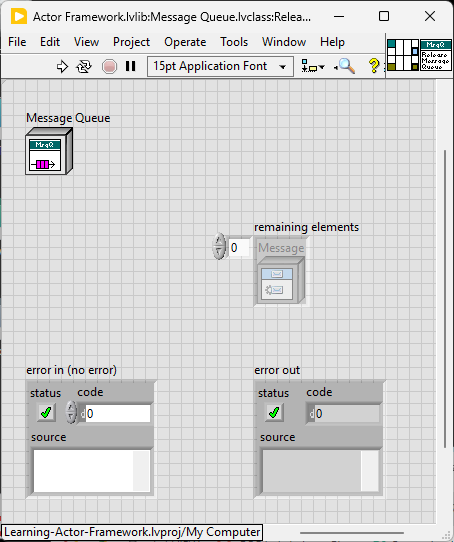 Actor Framework.lvlib:Message Queue.lvclass:Relea...
File Edit View Project Operate Tools Window Help
15pt Application Font
MsgQ
Release
Message
Queue
Message Queue
MsgQ
remaining elements
0 Message
error in (no error)
status code
d 0
source
error out
status code
d 0
source
Learning-Actor-Framework.lvproj/My Computer